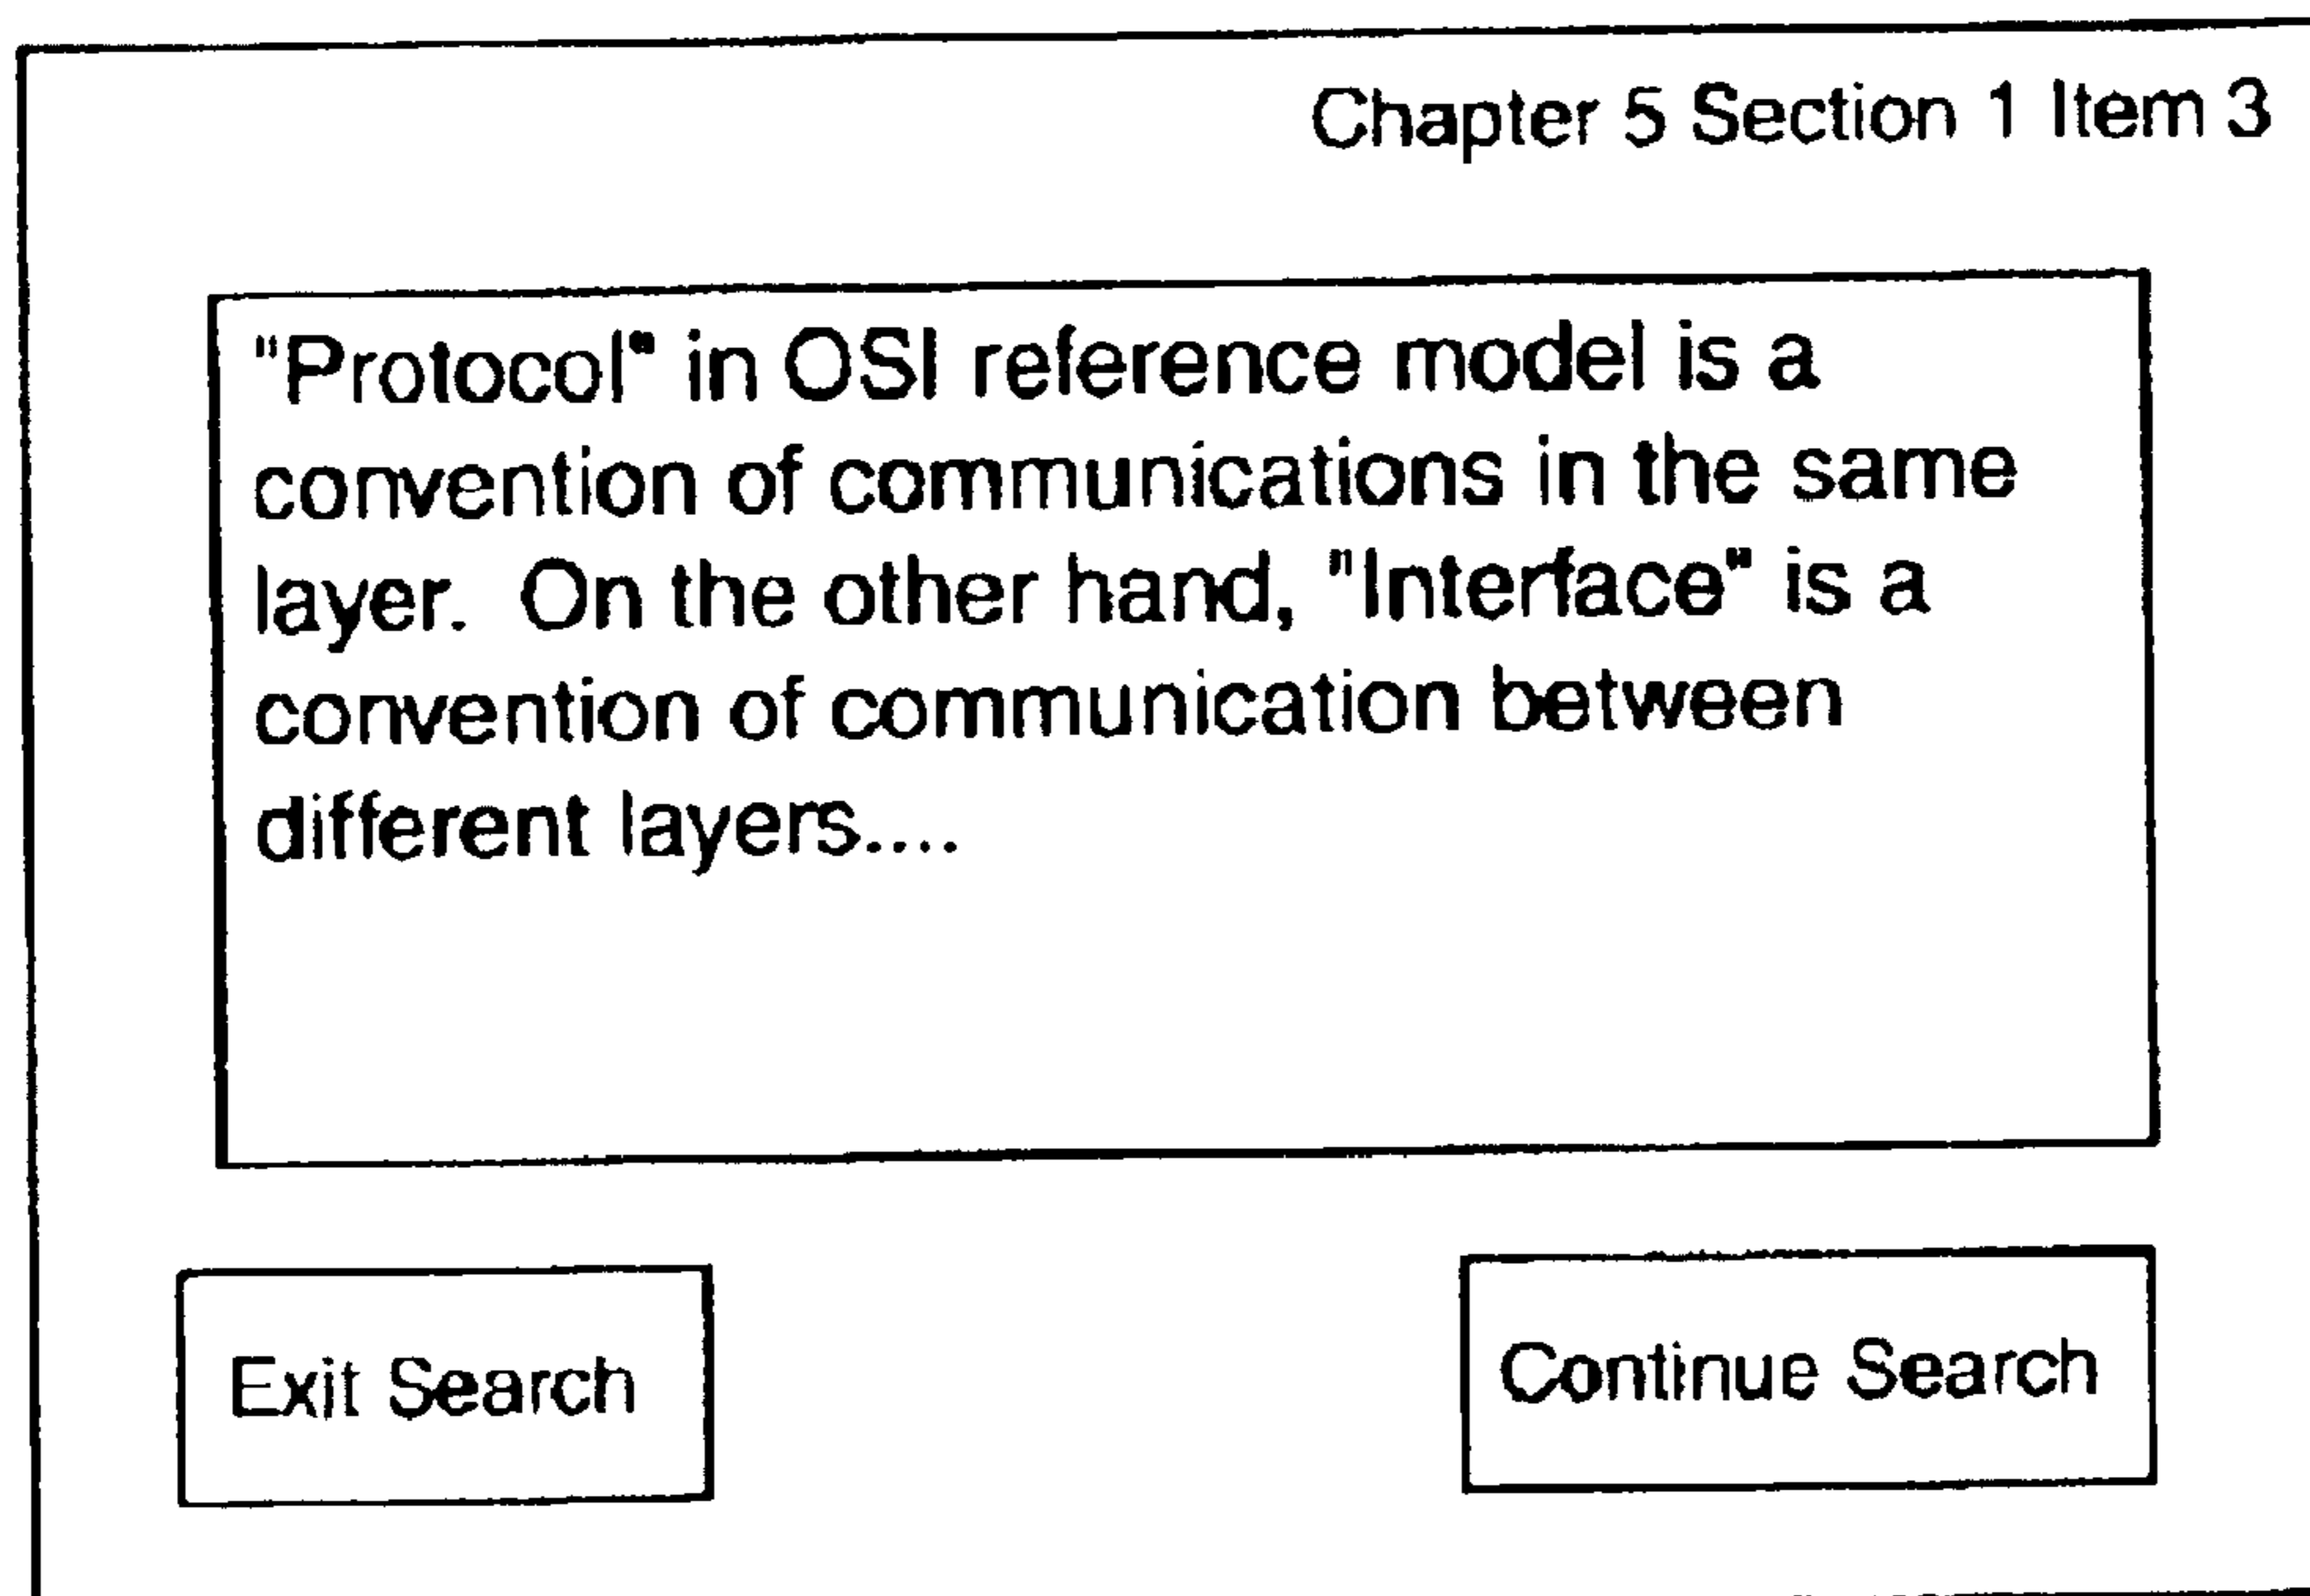 Chapter 5 Section 1 Item 3
"Protocol" in OSI reference model is a
convention of communications in the same
layer. On the other hand, "Interface" is a
convention of communication between
different layers....
Exit Search
Continue Search